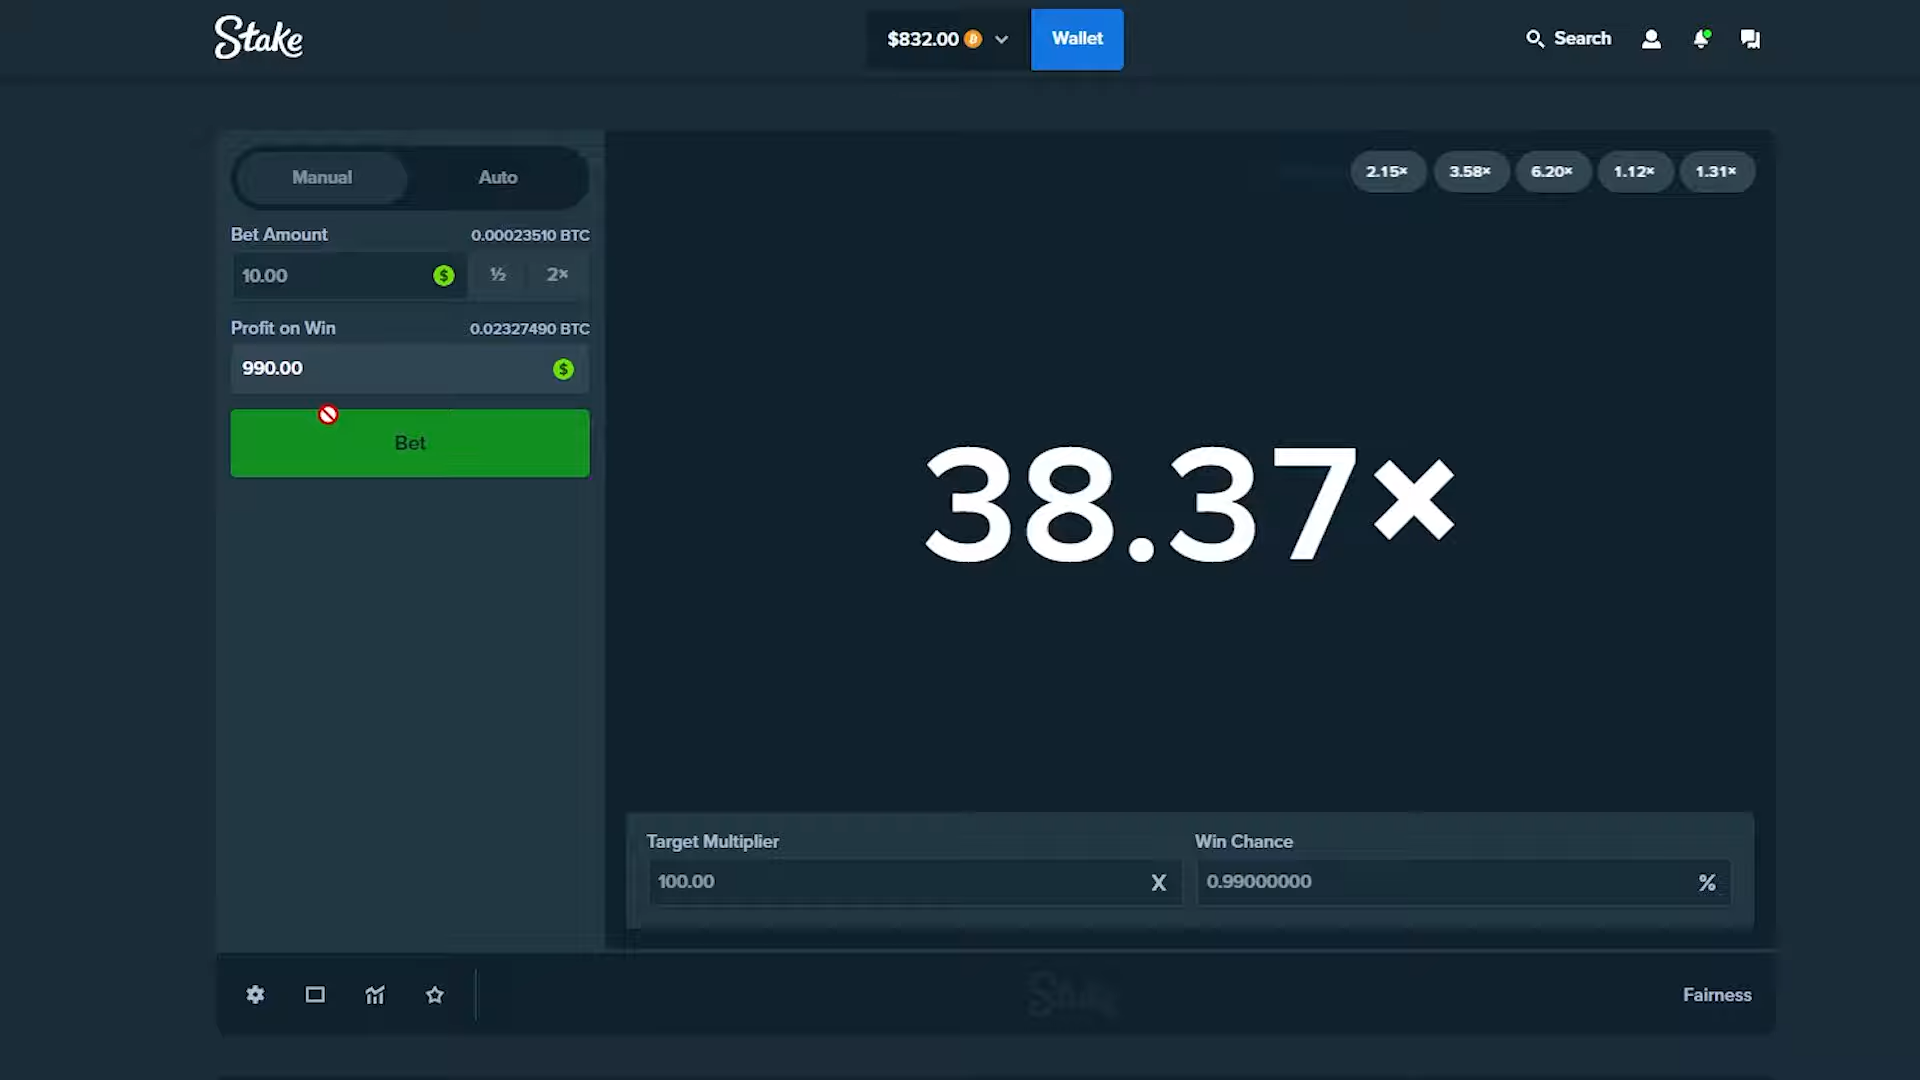 Stake
$832.00
Wallet
Search
Manual
Auto
2.15×
3.58×
6.20×
1.12×
1.31×
Bet Amount
0.00023510 BTC
10.00
$
½
2×
Profit on Win
0.02327490 BTC
990.00
$
Bet
38.37×
Target Multiplier
Win Chance
100.00
X
0.99000000
%
Stake
Fairness